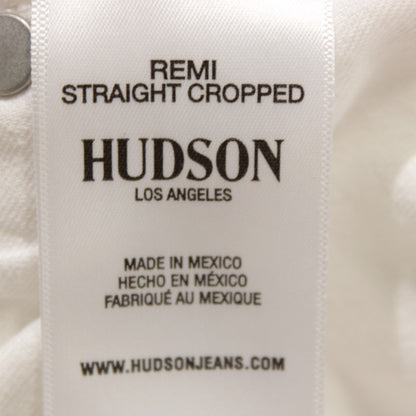 REMI
STRAIGHT CROPPED
HUDSON
LOS ANGELES
MADE IN MEXICO
HECHO EN MÉXICO
FABRIQUÉ AU MEXIQUE
WWW.HUDSONJEANS.COM